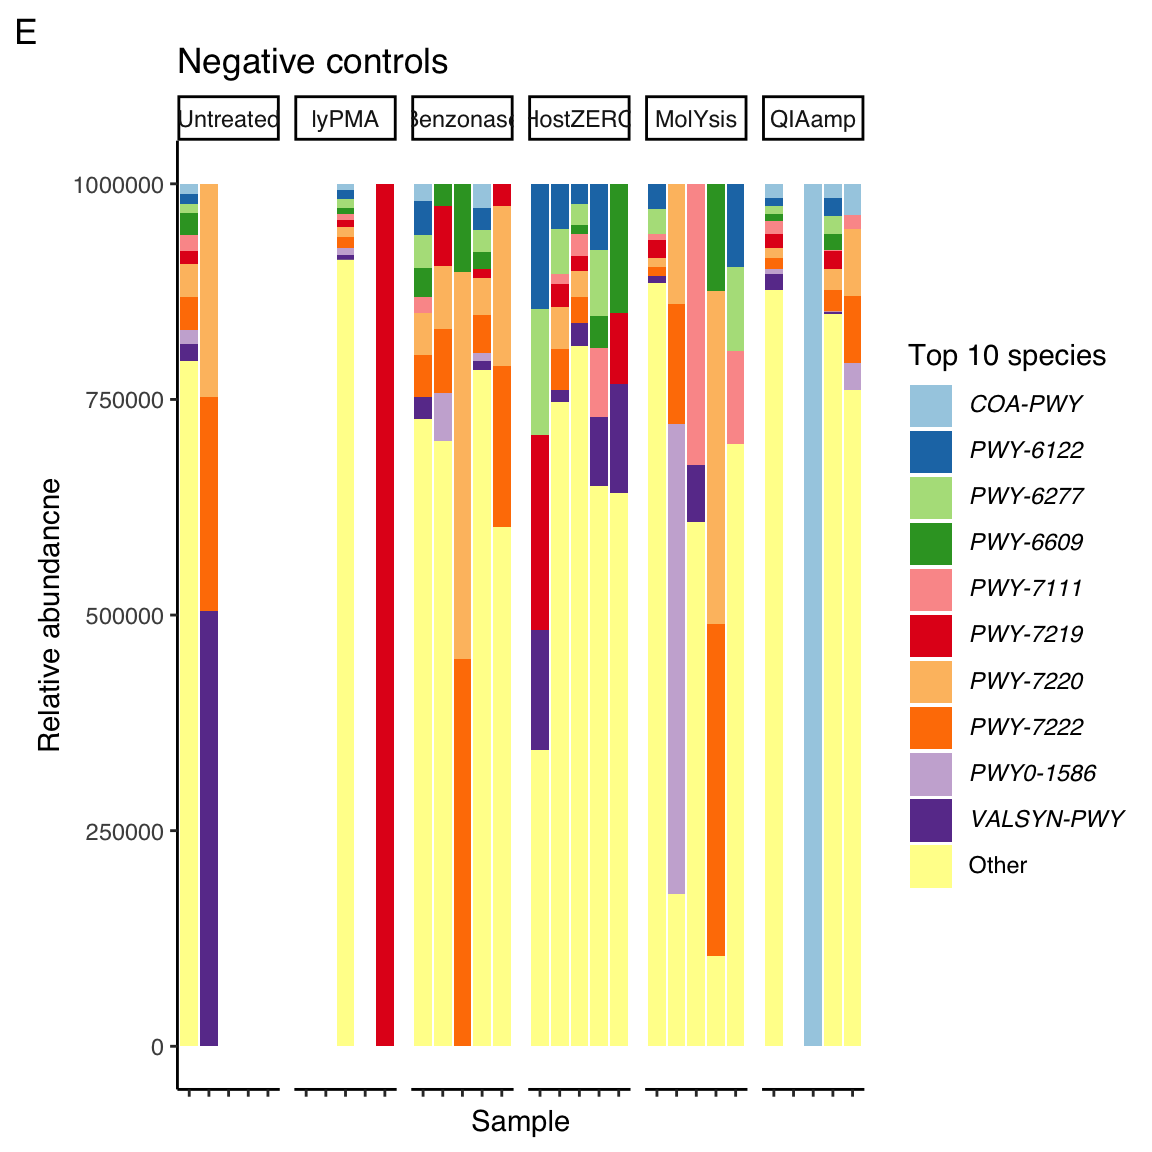 E
Negative controls
Untreated
lyPMA
Benzonase
HostZERO
MolYsis
QIAamp
1000000
750000
500000
250000
0
Relative abundancne
Sample
Top 10 species
COA-PWY
PWY-6122
PWY-6277
PWY-6609
PWY-7111
PWY-7219
PWY-7220
PWY-7222
PWY0-1586
VALSYN-PWY
Other